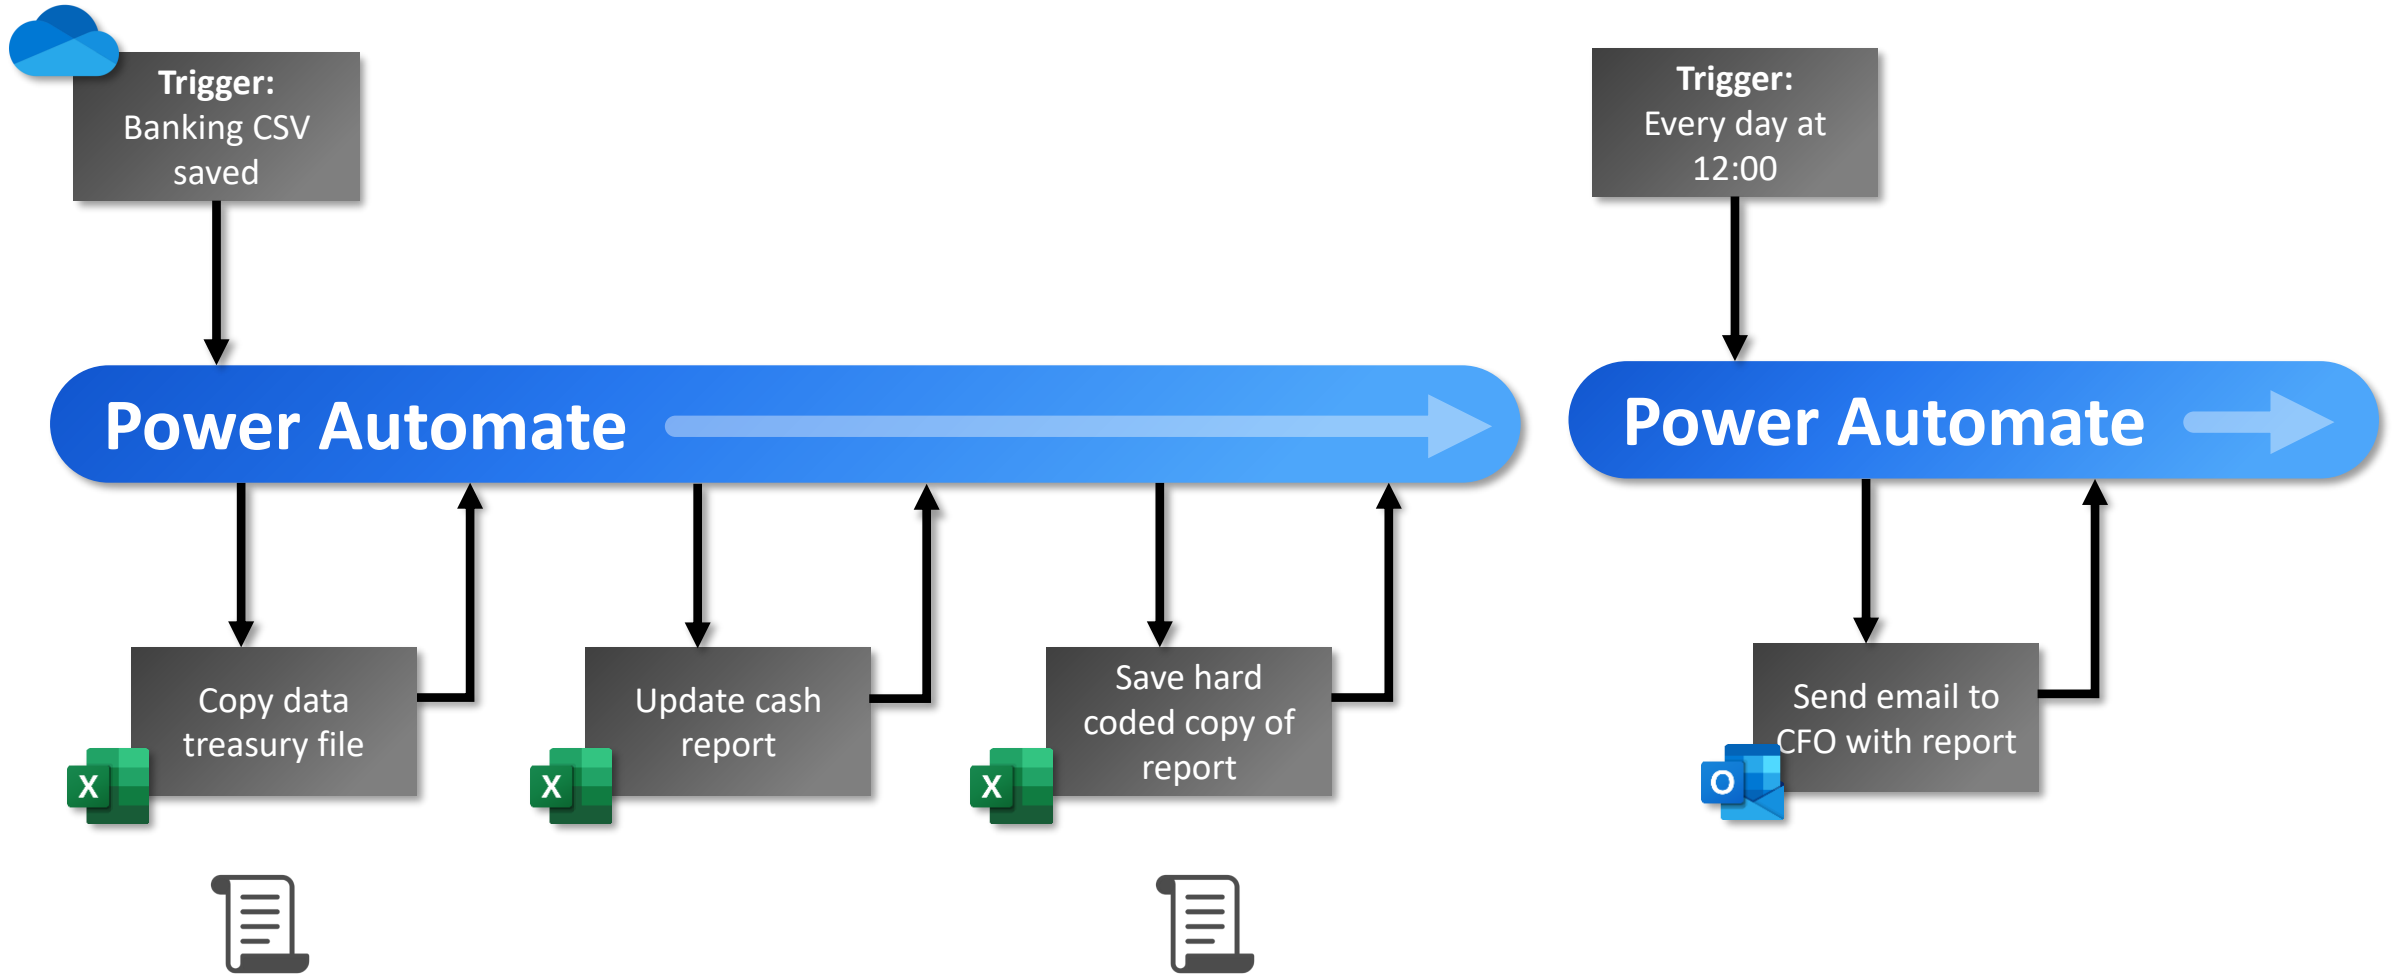 Trigger:
Banking CSV
saved
Trigger:
Every day at
12:00
Power Automate
Power Automate
Copy data
treasury file
X
Update cash
report
X
Save hard
coded copy of
report
X
Send email to
CFO with report
O